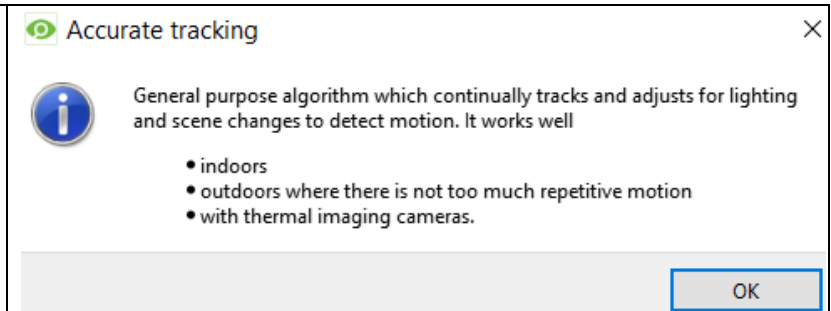 Accurate tracking
General purpose algorithm which continually tracks and adjusts for lighting
and scene changes to detect motion. It works well
• indoors
• outdoors where there is not too much repetitive motion
• with thermal imaging cameras.
OK